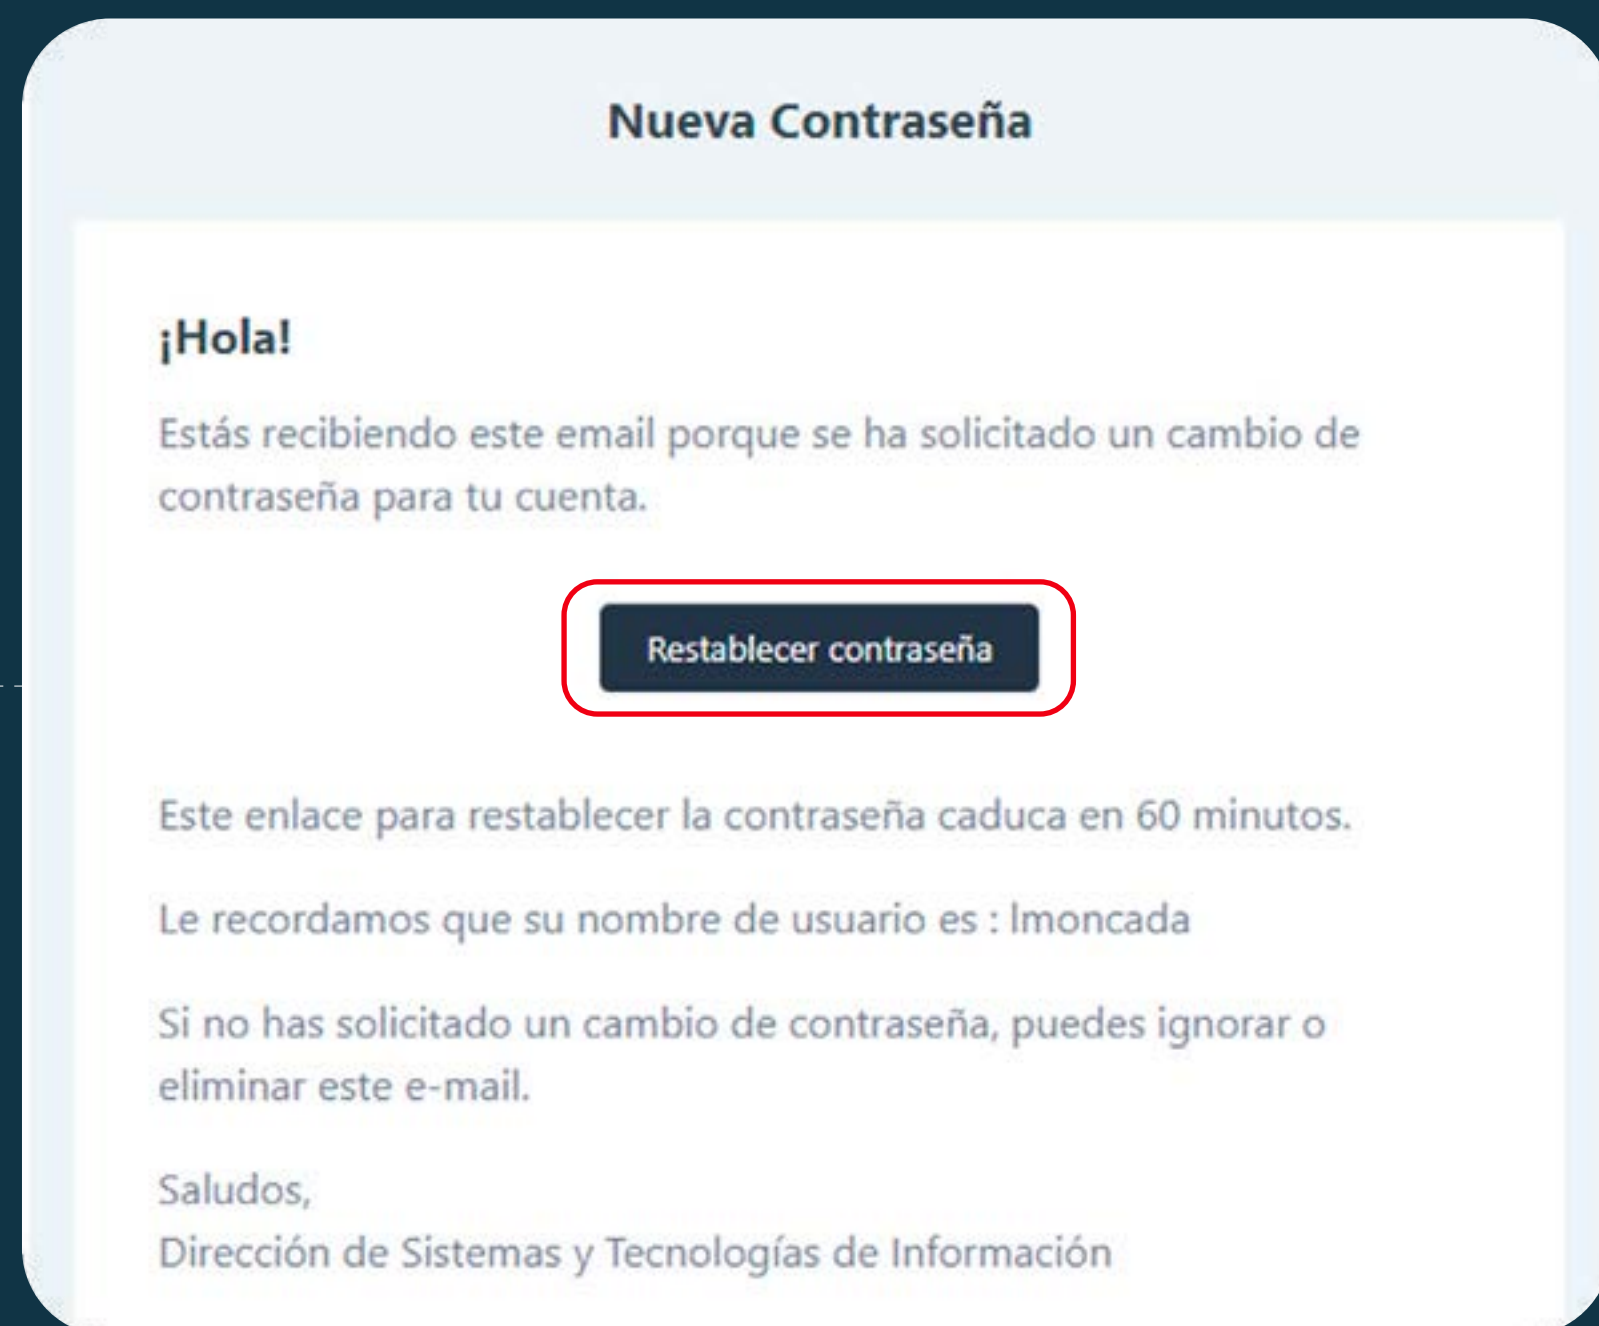 Nueva Contraseña
¡Hola!
Estás recibiendo este email porque se ha solicitado un cambio de
contraseña para tu cuenta.
Restablecer contraseña
Este enlace para restablecer la contraseña caduca en 60 minutos.
Le recordamos que su nombre de usuario es : lmoncada
Si no has solicitado un cambio de contraseña, puedes ignorar o
eliminar este e-mail.
Saludos,
Dirección de Sistemas y Tecnologías de Información